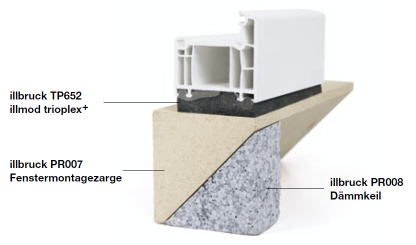 illbruck TP652
illmod trioplex+
illbruck PR007
Fenstermontagezarge
illbruck PR008
Dämmkeil